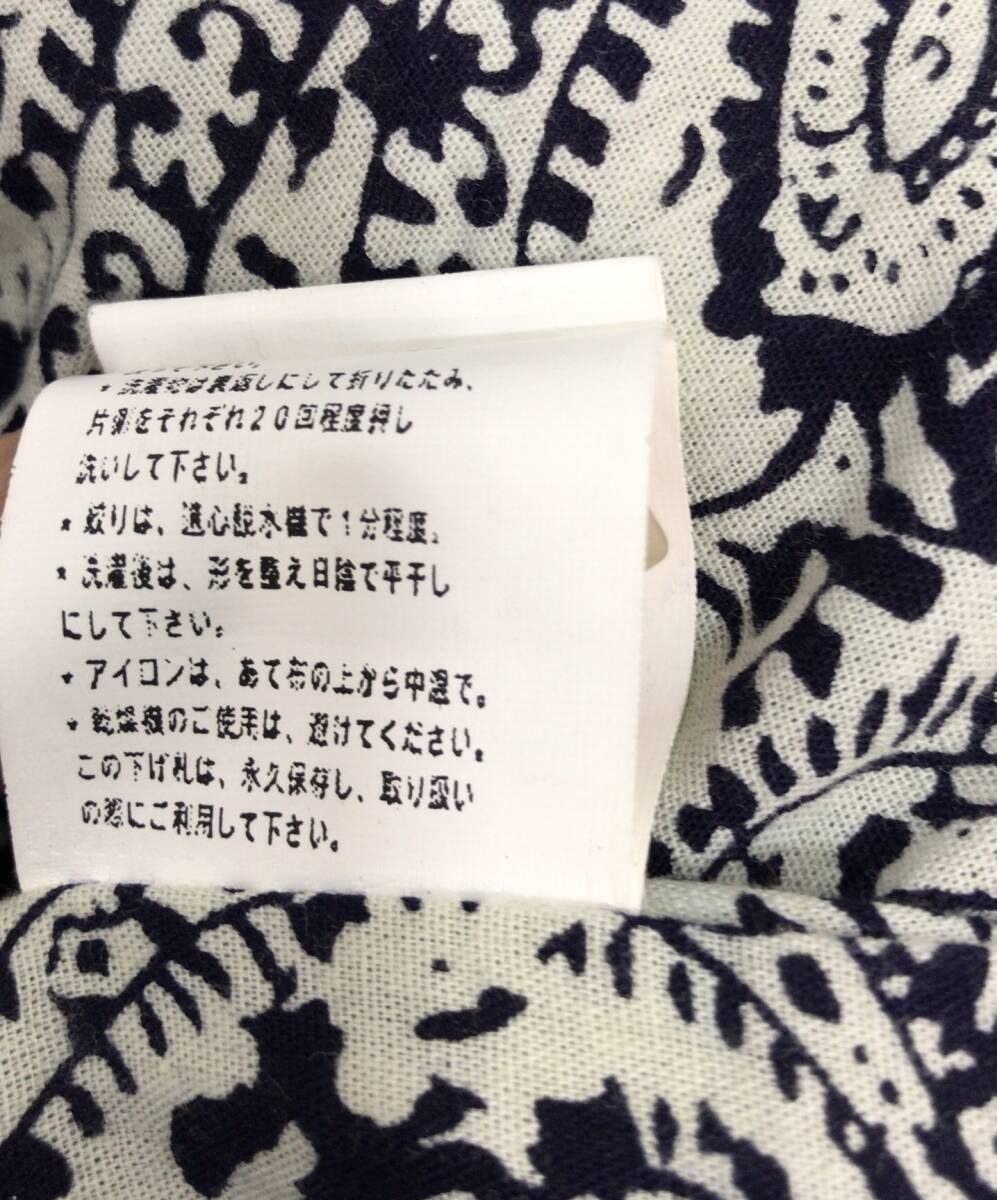 下さい。
* 洗濯物は裏返しにして折りたたみ、
片側をそれぞれ20回程度押し
洗いして下さい。
* 絞りは、遠心脱水機で1分程度。
* 洗濯後は、形を整え日陰で平干し
にして下さい。
* アイロンは、あて布の上から中温で。
* 乾燥機のご使用は、避けてください。
この下げ札は、永久保存し、取り扱い
の際にご利用して下さい。